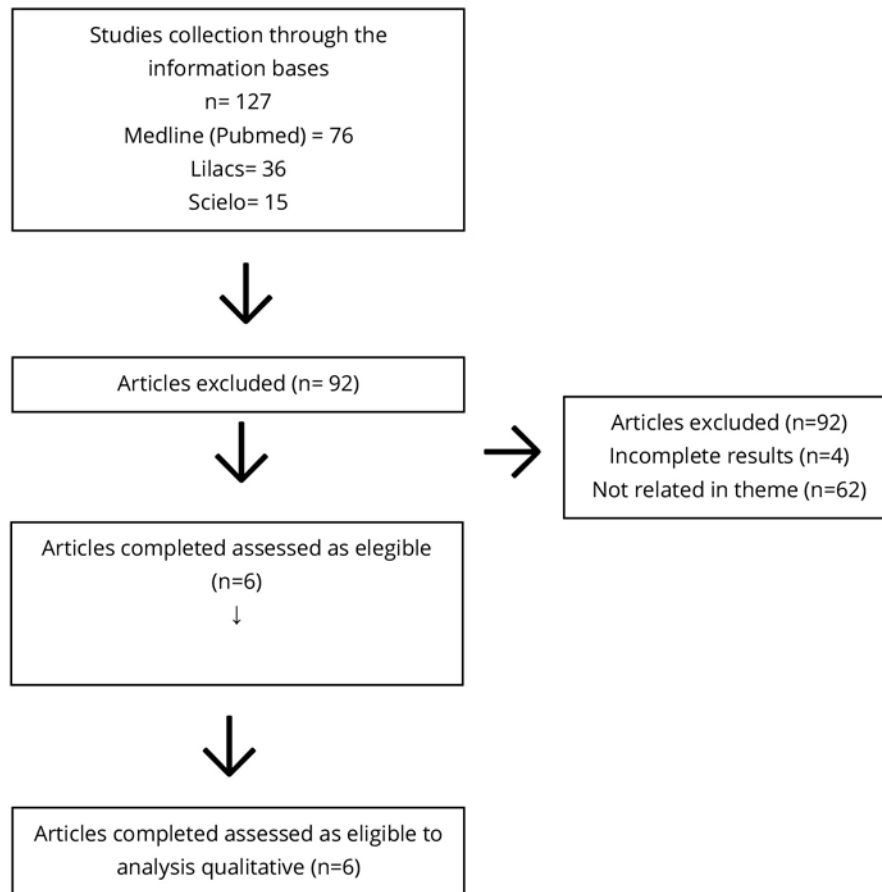 Studies collection through the
information bases
n= 127
Medline (Pubmed) = 76
Lilacs= 36
Scielo= 15
Articles excluded (n= 92)
Articles excluded (n=92)
Incomplete results (n=4)
Not related in theme (n=62)
Articles completed assessed as elegible
(n=6)
↓
Articles completed assessed as eligible to
analysis qualitative (n=6)